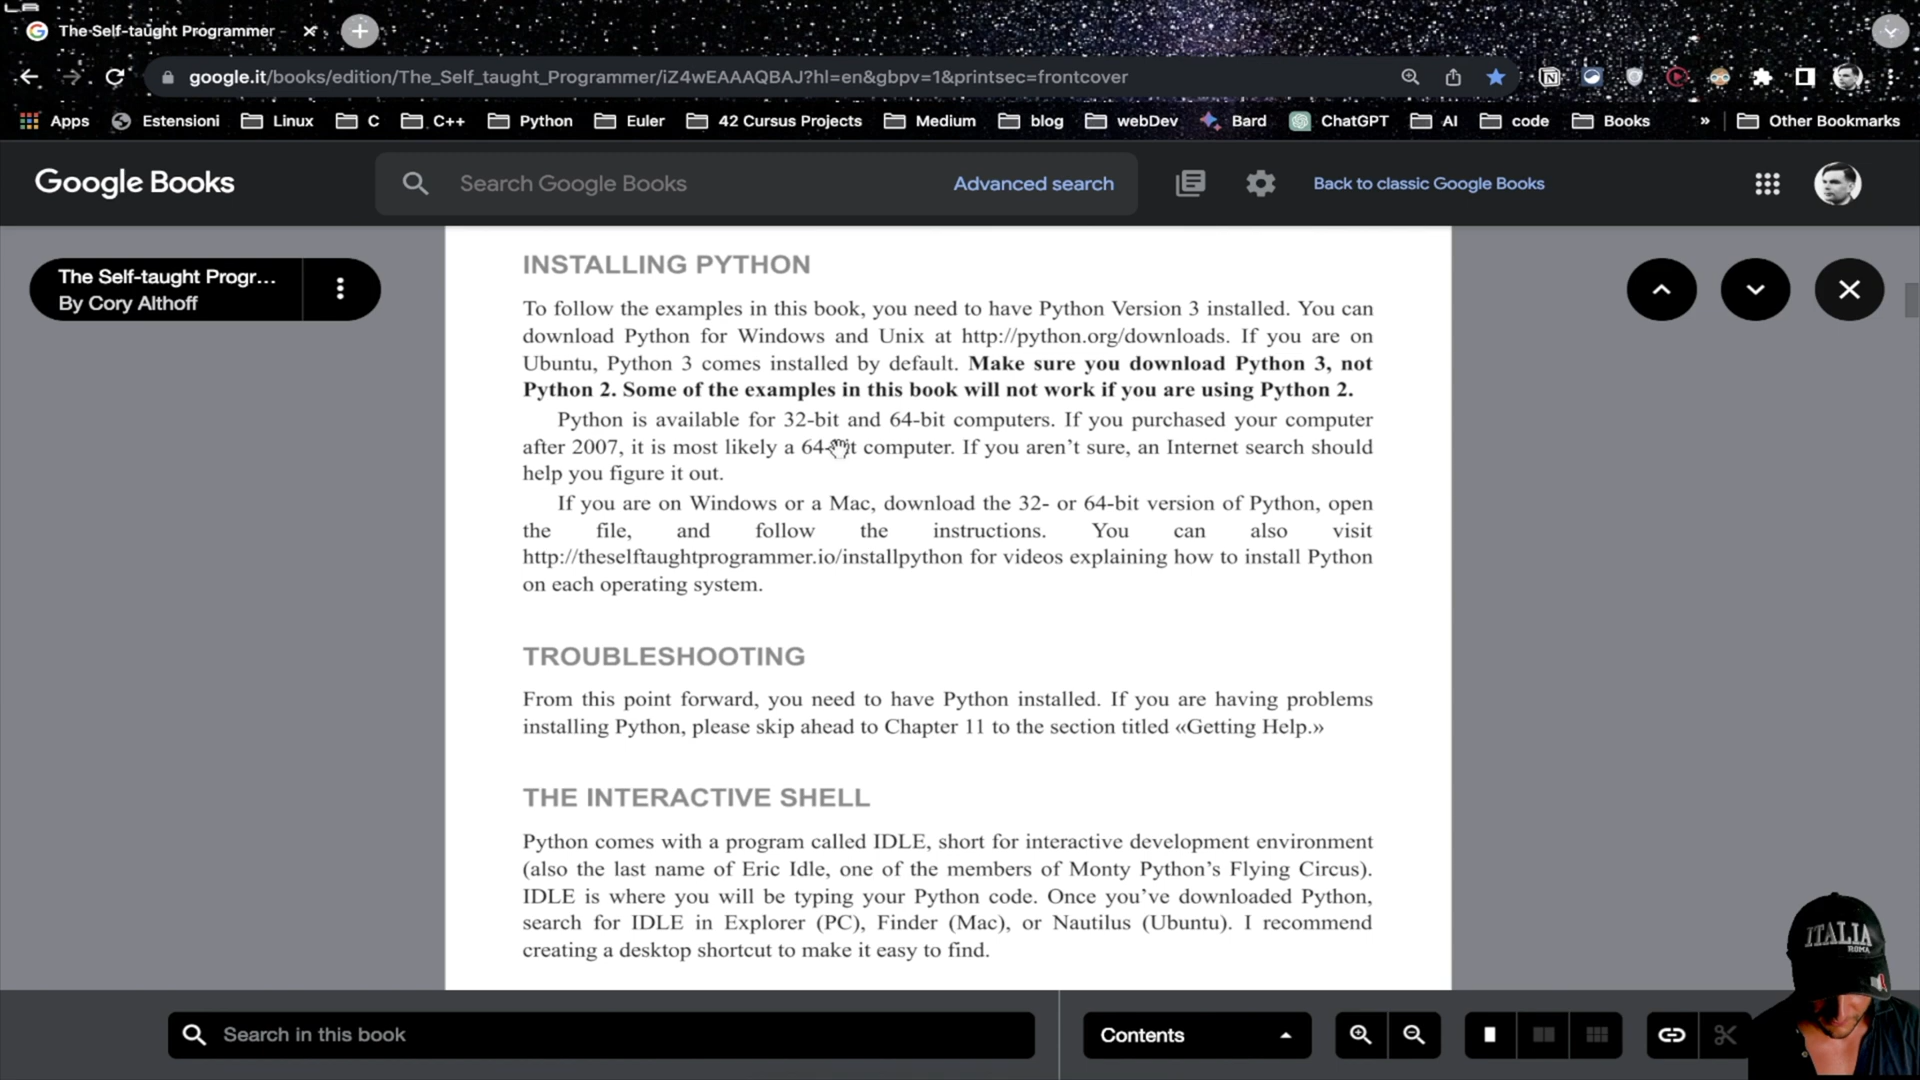 The Self-taught Programmer
google.it/books/edition/The_Self_taught_Programmer/iZ4wEAAAQBAJ?hl=en&gbpv=1&printsec=frontcover
Apps Estensioni Linux C C++ Python Euler 42 Cursus Projects Medium blog webDev Bard ChatGPT AI code Books » Other Bookmarks
Google Books Search Google Books Advanced search Back to classic Google Books
The Self-taught Progr...
By Cory Althoff
INSTALLING PYTHON
To follow the examples in this book, you need to have Python Version 3 installed. You can
download Python for Windows and Unix at http://python.org/downloads. If you are on
Ubuntu, Python 3 comes installed by default. Make sure you download Python 3, not
Python 2. Some of the examples in this book will not work if you are using Python 2.
Python is available for 32-bit and 64-bit computers. If you purchased your computer
after 2007, it is most likely a 64-bit computer. If you aren't sure, an Internet search should
help you figure it out.
If you are on Windows or a Mac, download the 32- or 64-bit version of Python, open
the file, and follow the instructions. You can also visit
http://theselftaughtprogrammer.io/installpython for videos explaining how to install Python
on each operating system.
TROUBLESHOOTING
From this point forward, you need to have Python installed. If you are having problems
installing Python, please skip ahead to Chapter 11 to the section titled «Getting Help.»
THE INTERACTIVE SHELL
Python comes with a program called IDLE, short for interactive development environment
(also the last name of Eric Idle, one of the members of Monty Python's Flying Circus).
IDLE is where you will be typing your Python code. Once you've downloaded Python,
search for IDLE in Explorer (PC), Finder (Mac), or Nautilus (Ubuntu). I recommend
creating a desktop shortcut to make it easy to find.
ITALIA
ROMA
Search in this book Contents